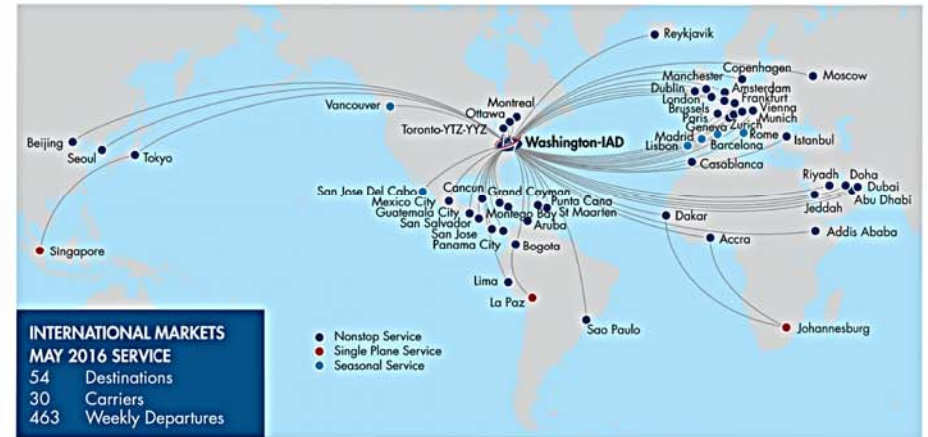 Reykjavik
Copenhagen
Manchester
Moscow
Dublin
Amsterdam
London
Frankfurt
Brussels
Vienna
Paris
Munich
Geneva
Zurich
Madrid
Rome
Lisbon
Barcelona
Istanbul
Casablanca
Vancouver
Montreal
Ottawa
Toronto-YTZ-YYZ
Washington-IAD
Beijing
Seoul
Tokyo
Singapore
San Jose Del Cabo
Cancun
Grand Cayman
Mexico City
Punta Cana
Guatemala City
Montego Bay
St Maarten
San Salvador
Aruba
San Jose
Panama City
Bogota
Lima
La Paz
Sao Paulo
Riyadh
Doha
Dubai
Jeddah
Abu Dhabi
Dakar
Accra
Addis Ababa
Johannesburg
INTERNATIONAL MARKETS
MAY 2016 SERVICE
54 Destinations
30 Carriers
463 Weekly Departures
Nonstop Service
Single Plane Service
Seasonal Service